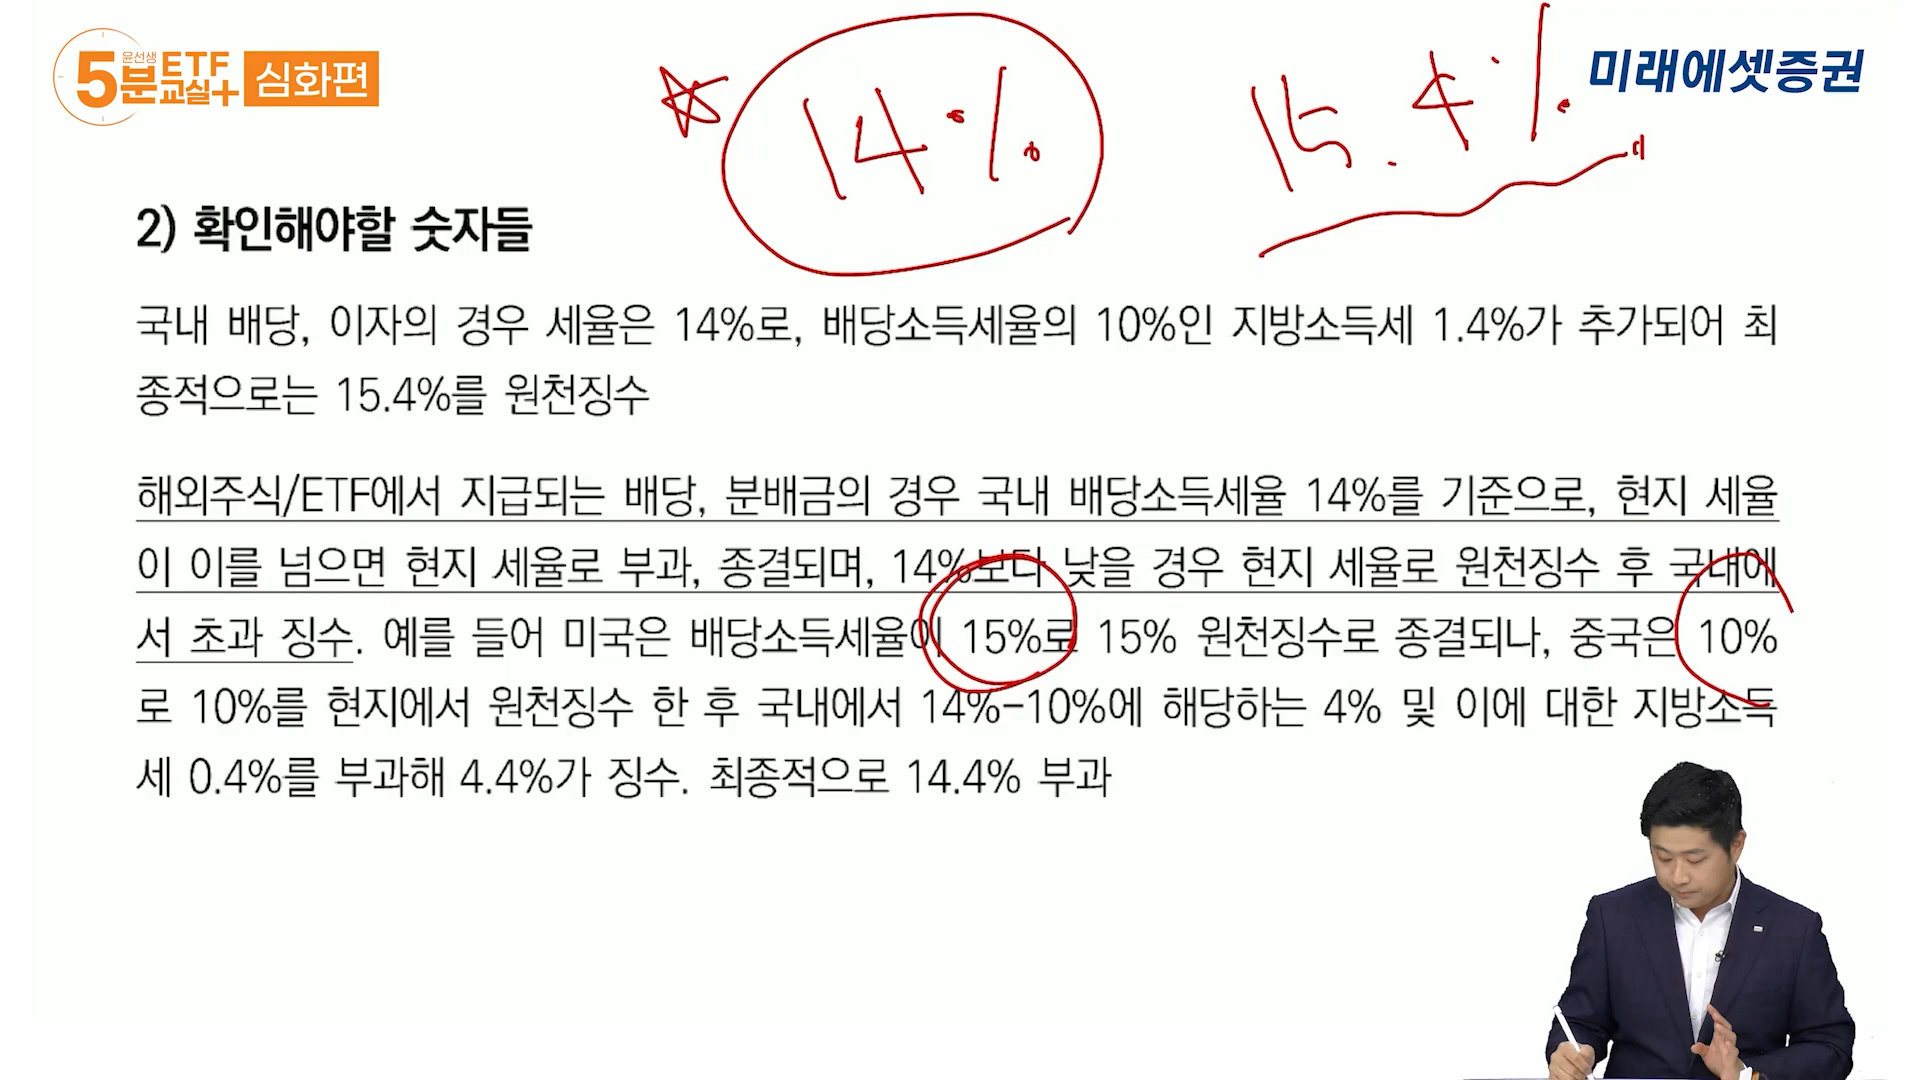 윤선생
5분 ETF 교실+ 심화편
14%
15.4%
미래에셋증권
2) 확인해야할 숫자들
국내 배당, 이자의 경우 세율은 14%로, 배당소득세율의 10%인 지방소득세 1.4%가 추가되어 최
종적으로는 15.4%를 원천징수
해외주식/ETF에서 지급되는 배당, 분배금의 경우 국내 배당소득세율 14%를 기준으로, 현지 세율
이 이를 넘으면 현지 세율로 부과, 종결되며, 14%보다 낮을 경우 현지 세율로 원천징수 후 국내에
서 초과 징수. 예를 들어 미국은 배당소득세율이 15%로 15% 원천징수로 종결되나, 중국은 10%
로 10%를 현지에서 원천징수 한 후 국내에서 14%-10%에 해당하는 4% 및 이에 대한 지방소득
세 0.4%를 부과해 4.4%가 징수. 최종적으로 14.4% 부과